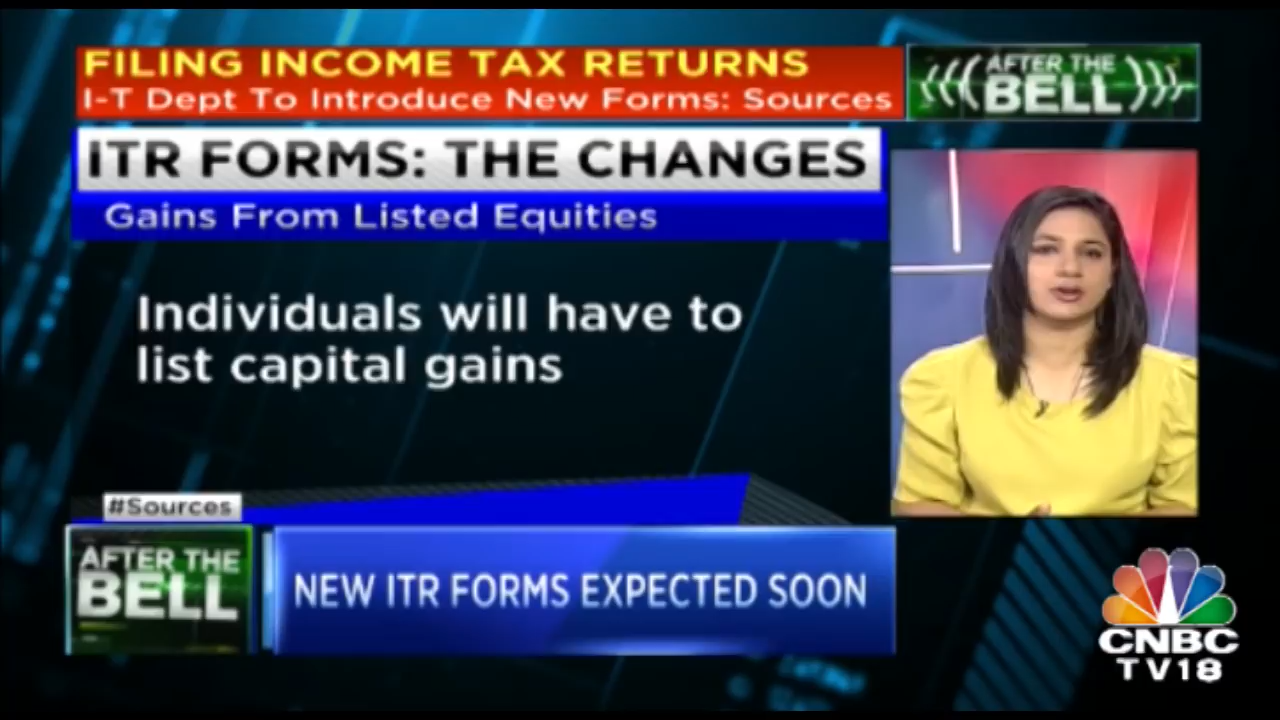 FILING INCOME TAX RETURNS
I-T Dept To Introduce New Forms: Sources
AFTER THE
BELL
ITR FORMS: THE CHANGES
Gains From Listed Equities
Individuals will have to
list capital gains
#Sources
AFTER THE
BELL
NEW ITR FORMS EXPECTED SOON
CNBC
TV18